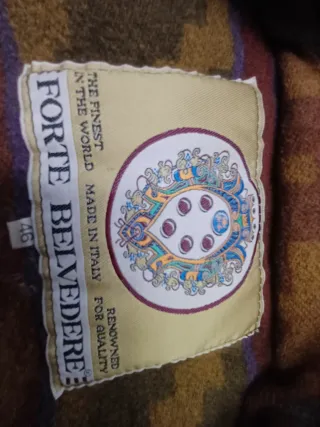 THE FINEST
IN THE WORLD MADE IN ITALY RENOWNED
FOR QUALITY
FORTE BELVEDERE
46